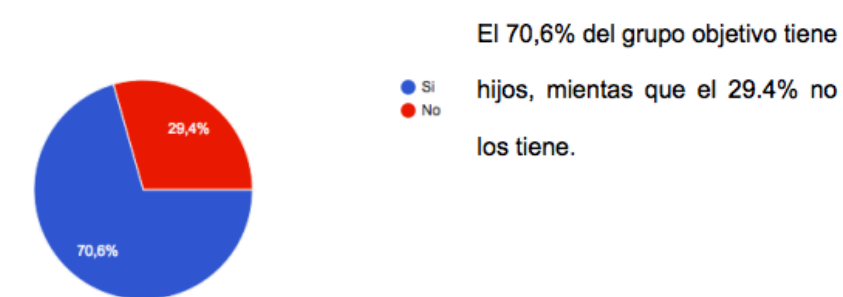 29,4%
70,6%
Si
No
El 70,6% del grupo objetivo tiene
hijos, mientas que el 29.4% no
los tiene.